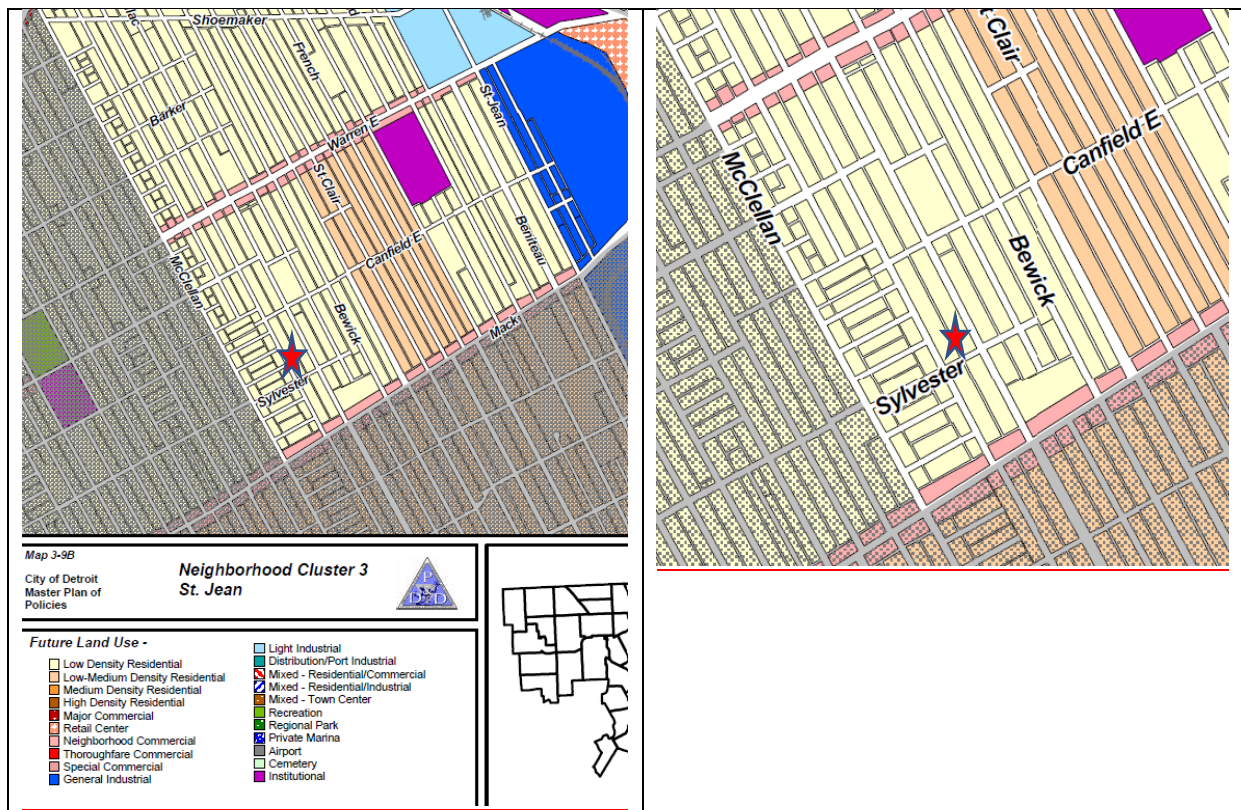 Shoemaker
French
Barker
St Jean
Warren E
St Clair
Canfield E
Beniteau
McClellan
Bewick
Mack
Sylvester
Map 3-9B
City of Detroit
Master Plan of
Policies
Neighborhood Cluster 3
St. Jean
P
D D
Future Land Use -
Low Density Residential
Low-Medium Density Residential
Medium Density Residential
High Density Residential
Major Commercial
Retail Center
Neighborhood Commercial
Thoroughfare Commercial
Special Commercial
General Industrial
Light Industrial
Distribution/Port Industrial
Mixed - Residential/Commercial
Mixed - Residential/Industrial
Mixed - Town Center
Recreation
Regional Park
Private Marina
Airport
Cemetery
Institutional
Clair
Canfield E
McClellan
Bewick
Sylvester